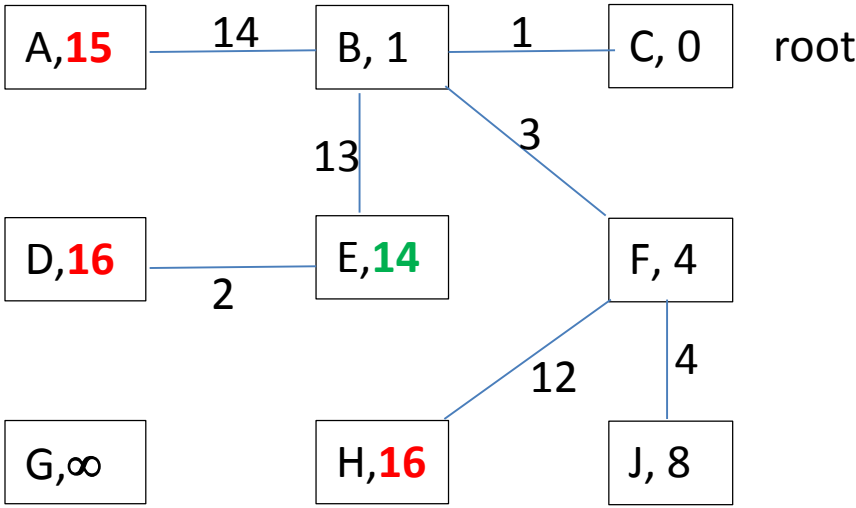 A,15 14 B, 1 1 C, 0 root
13 3
D,16 2 E,14 F, 4
12 4
G,∞ H,16 J, 8